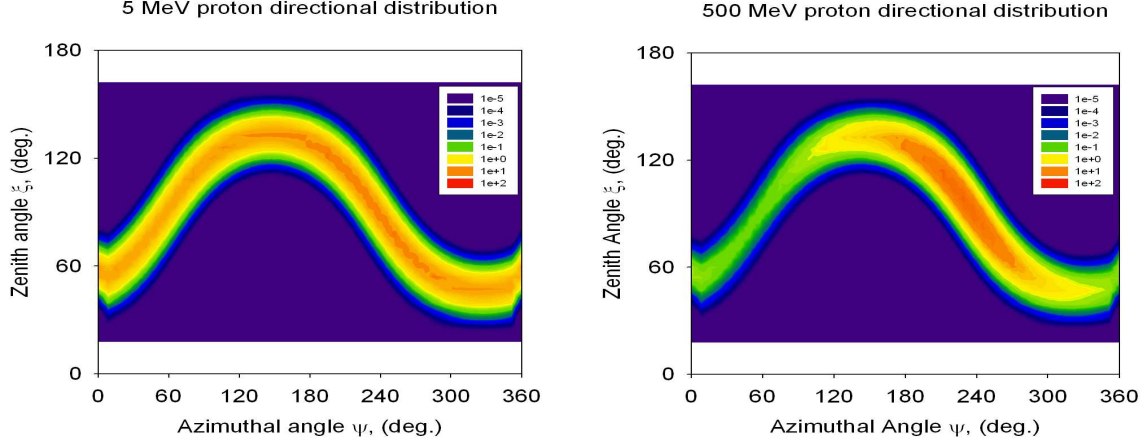 5 MeV proton directional distribution
180
120
60
0
Zenith angle ξ, (deg.)
1e-5
1e-4
1e-3
1e-2
1e-1
1e+0
1e+1
1e+2
0 60 120 180 240 300 360
Azimuthal angle ψ, (deg.)
500 MeV proton directional distribution
180
120
60
0
Zenith Angle ξ, (deg.)
1e-5
1e-4
1e-3
1e-2
1e-1
1e+0
1e+1
1e+2
0 60 120 180 240 300 360
Azimuthal Angle ψ, (deg.)